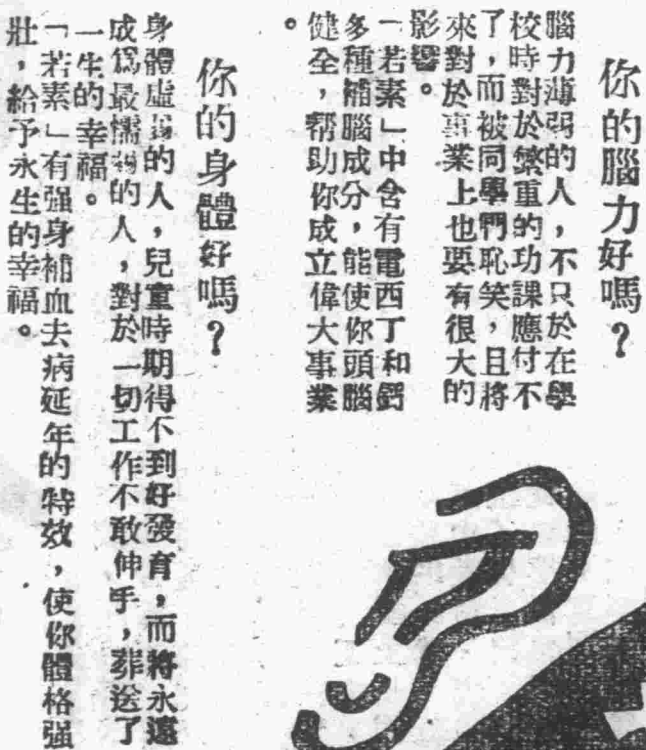 你的腦力好嗎？
腦力薄弱的人，不只於在學
校時對於繁重的功課應付不
了，而被同學們恥笑，且將
來對於事業上也要有很大的
影響。
「若素」中含有電西丁和鈣
多種補腦成分，能使你頭腦
健全，幫助你成立偉大事業
。
你的身體好嗎？
身體虛弱的人，兒童時期得不到好發育，而將永遠
成爲最懦弱的人，對於一切工作不敢伸手，葬送了
一生的幸福。
「若素」有强身補血去病延年的特效，使你體格强
壯，給予永生的幸福。